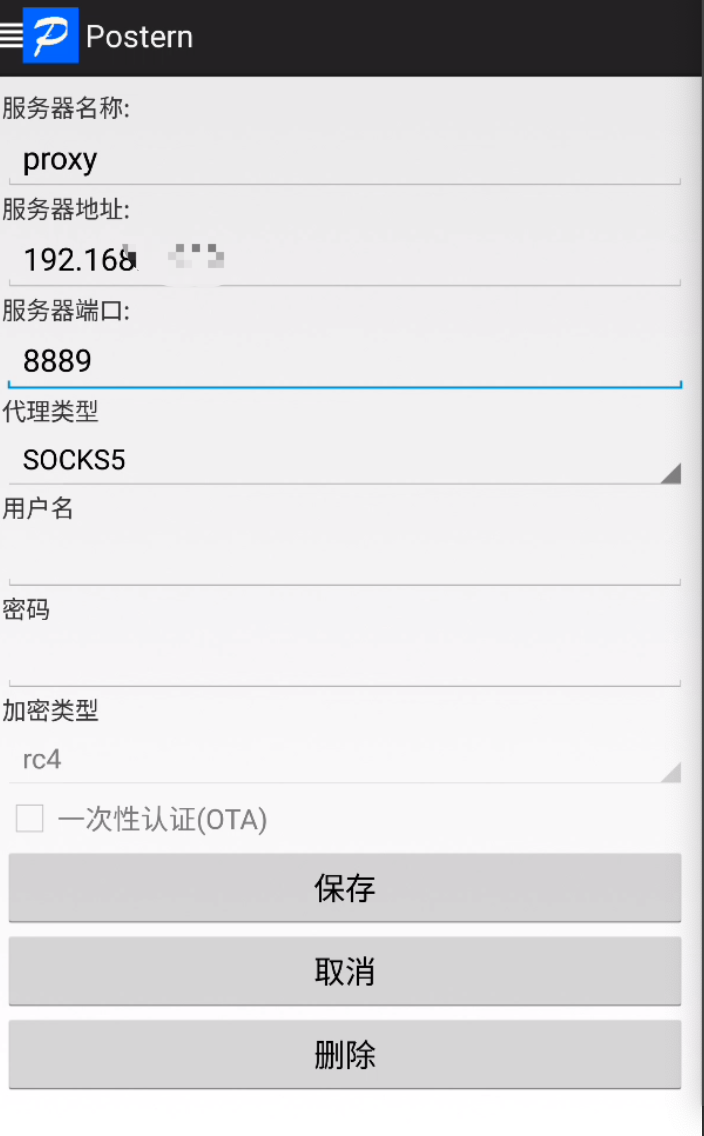 Postern
服务器名称:
proxy
服务器地址:
192.168
服务器端口:
8889
代理类型
SOCKS5
用户名
密码
加密类型
rc4
一次性认证(OTA)
保存
取消
删除